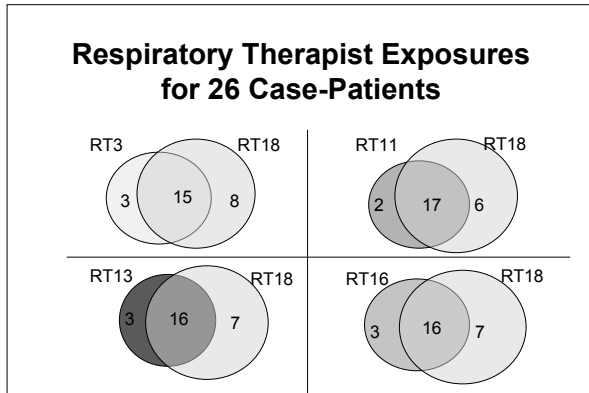 Respiratory Therapist Exposures
for 26 Case-Patients
RT3 RT18
3 15 8
RT11 RT18
2 17 6
RT13 RT18
3 16 7
RT16 RT18
3 16 7